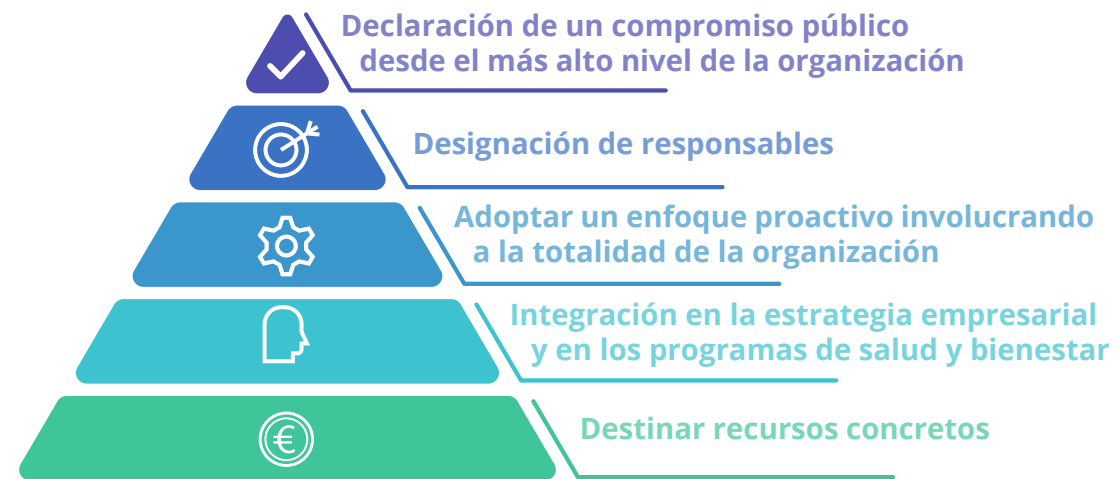 Declaración de un compromiso público
desde el más alto nivel de la organización
Designación de responsables
Adoptar un enfoque proactivo involucrando
a la totalidad de la organización
Integración en la estrategia empresarial
y en los programas de salud y bienestar
€
Destinar recursos concretos